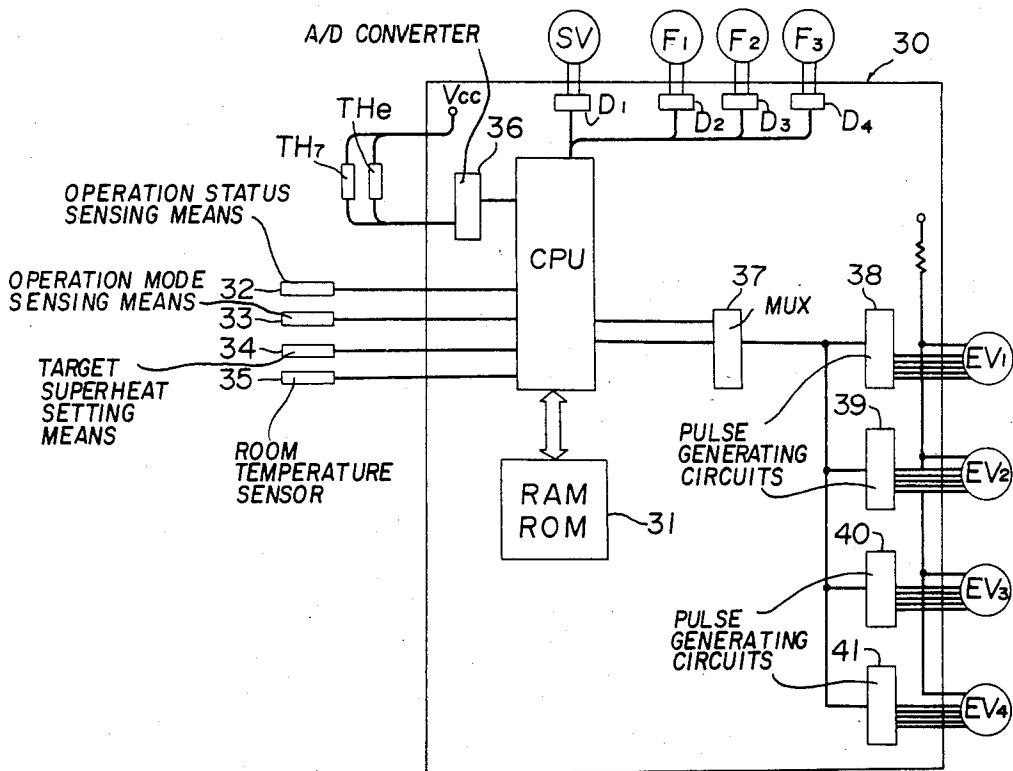 A/D CONVERTER
SV
F1
F2
F3
30
Vcc
D1
D2
D3
D4
THe
36
TH7
OPERATION STATUS
SENSING MEANS
CPU
OPERATION MODE
SENSING MEANS
32
33
34
35
TARGET
SUPERHEAT
SETTING
MEANS
ROOM
TEMPERATURE
SENSOR
37
MUX
38
EV1
39
PULSE
GENERATING
CIRCUITS
EV2
RAM
ROM
31
40
EV3
PULSE
GENERATING
CIRCUITS
41
EV4